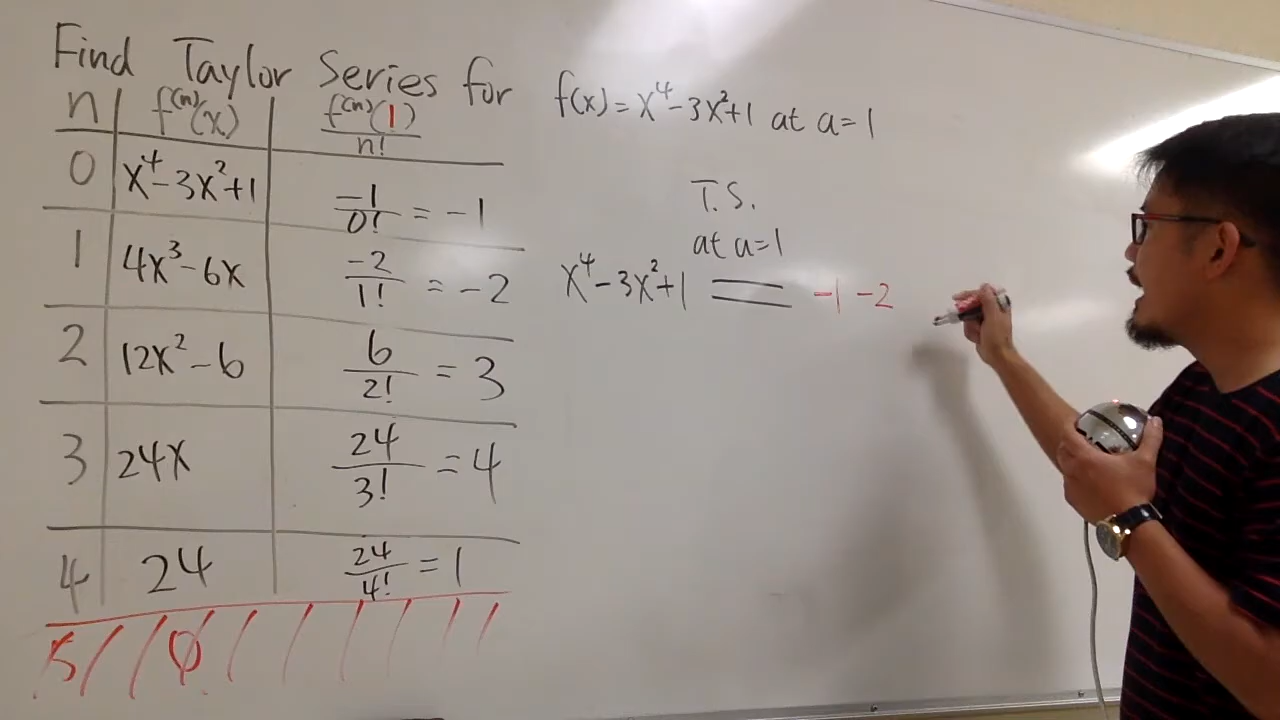 Find Taylor Series for f(x) = x⁴-3x²+1 at a=1
n f⁽ⁿ⁾(x) f⁽ⁿ⁾(1)/n!
0 x⁴-3x²+1 -1/0! = -1
1 4x³-6x -2/1! = -2
2 12x²-6 6/2! = 3
3 24x 24/3! = 4
4 24 24/4! = 1
5 0
T.S.
at a=1
x⁴-3x²+1 = -1 -2